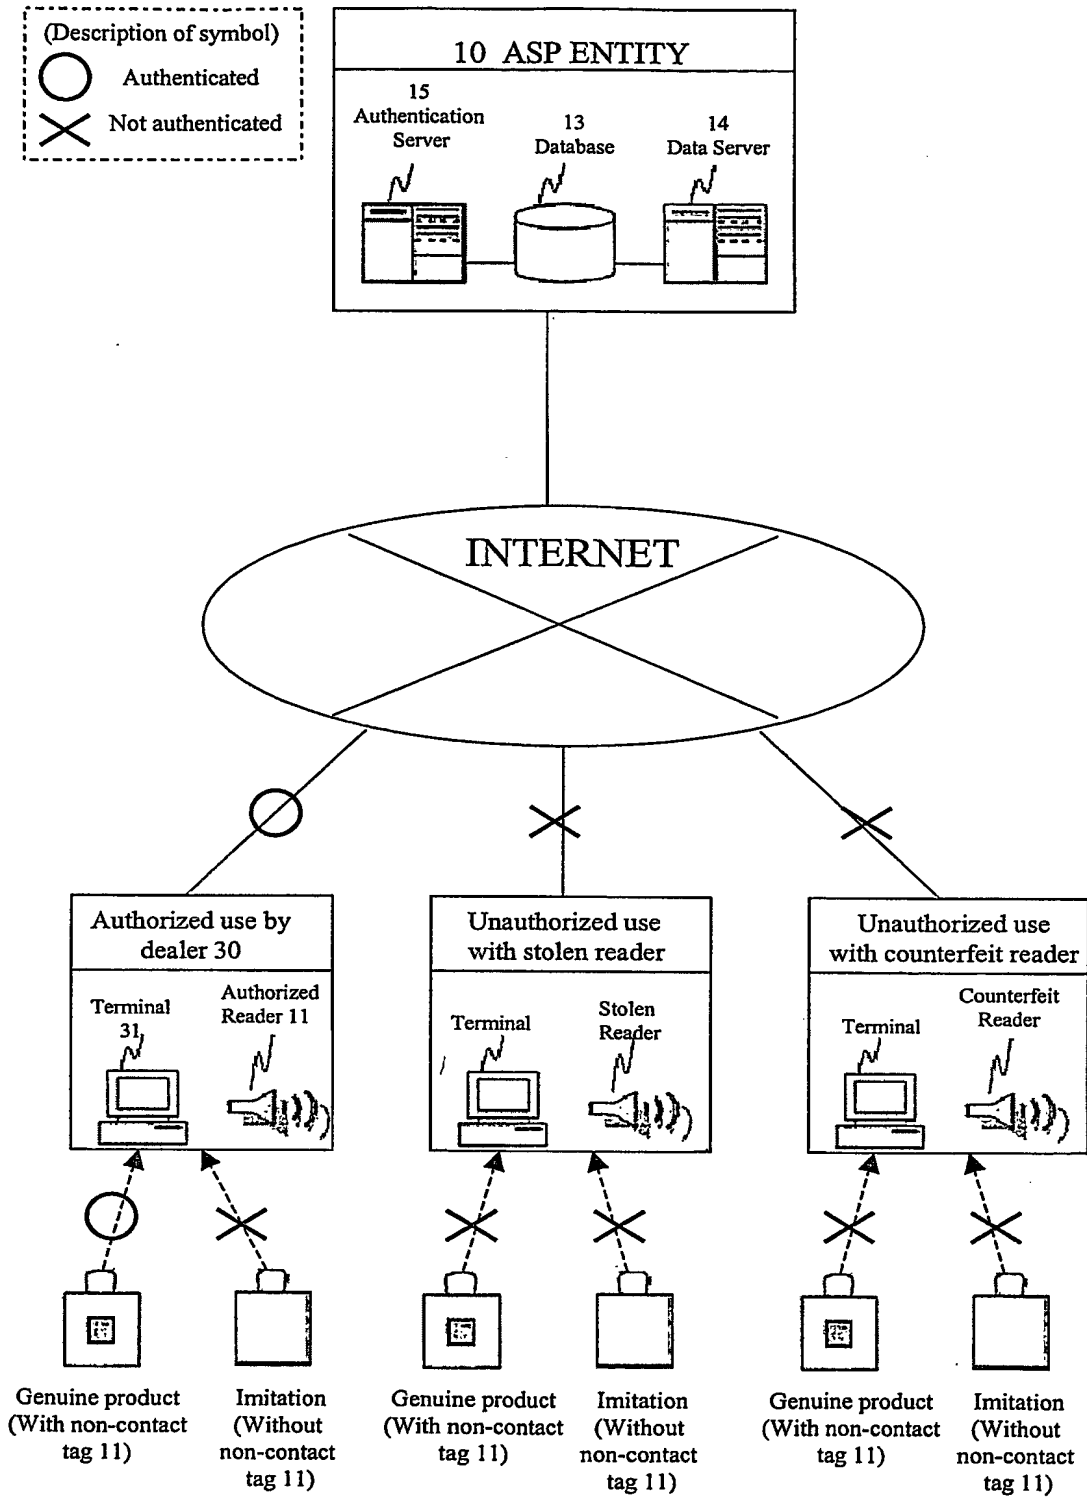 (Description of symbol)
Authenticated
Not authenticated
10 ASP ENTITY
15
Authentication
Server
13
Database
14
Data Server
INTERNET
Authorized use by
dealer 30
Terminal
31
Authorized
Reader 11
Unauthorized use
with stolen reader
Terminal
Stolen
Reader
Unauthorized use
with counterfeit reader
Terminal
Counterfeit
Reader
Genuine product
(With non-contact
tag 11)
Imitation
(Without
non-contact
tag 11)
Genuine product
(With non-contact
tag 11)
Imitation
(Without
non-contact
tag 11)
Genuine product
(With non-contact
tag 11)
Imitation
(Without
non-contact
tag 11)